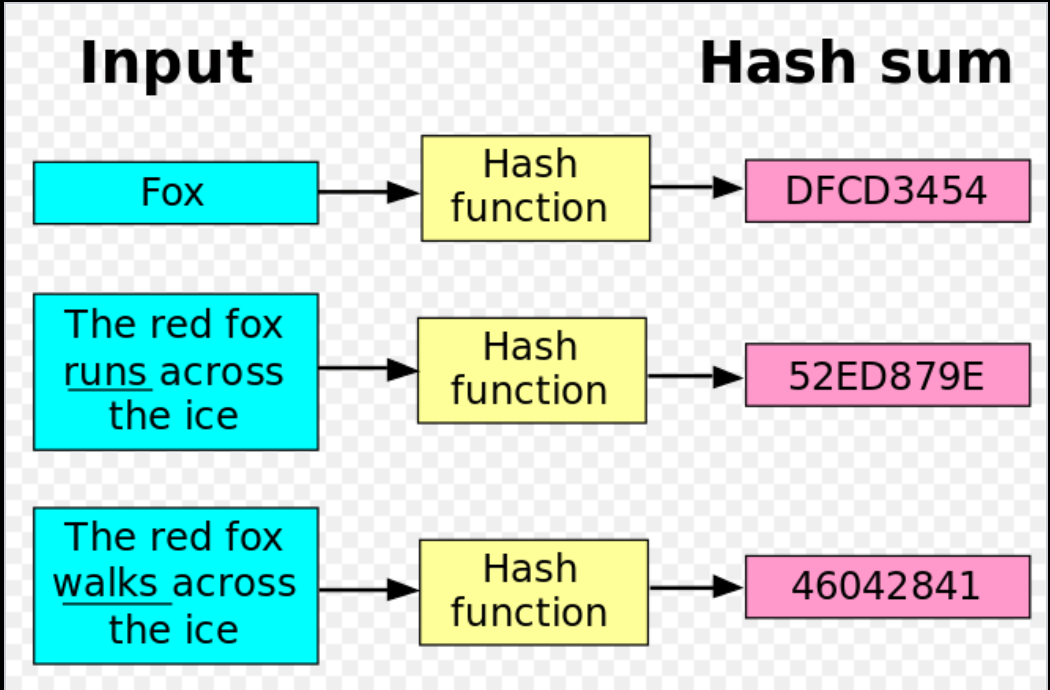 Input
Hash sum
Fox
Hash
function
DFCD3454
The red fox
runs across
the ice
Hash
function
52ED879E
The red fox
walks across
the ice
Hash
function
46042841